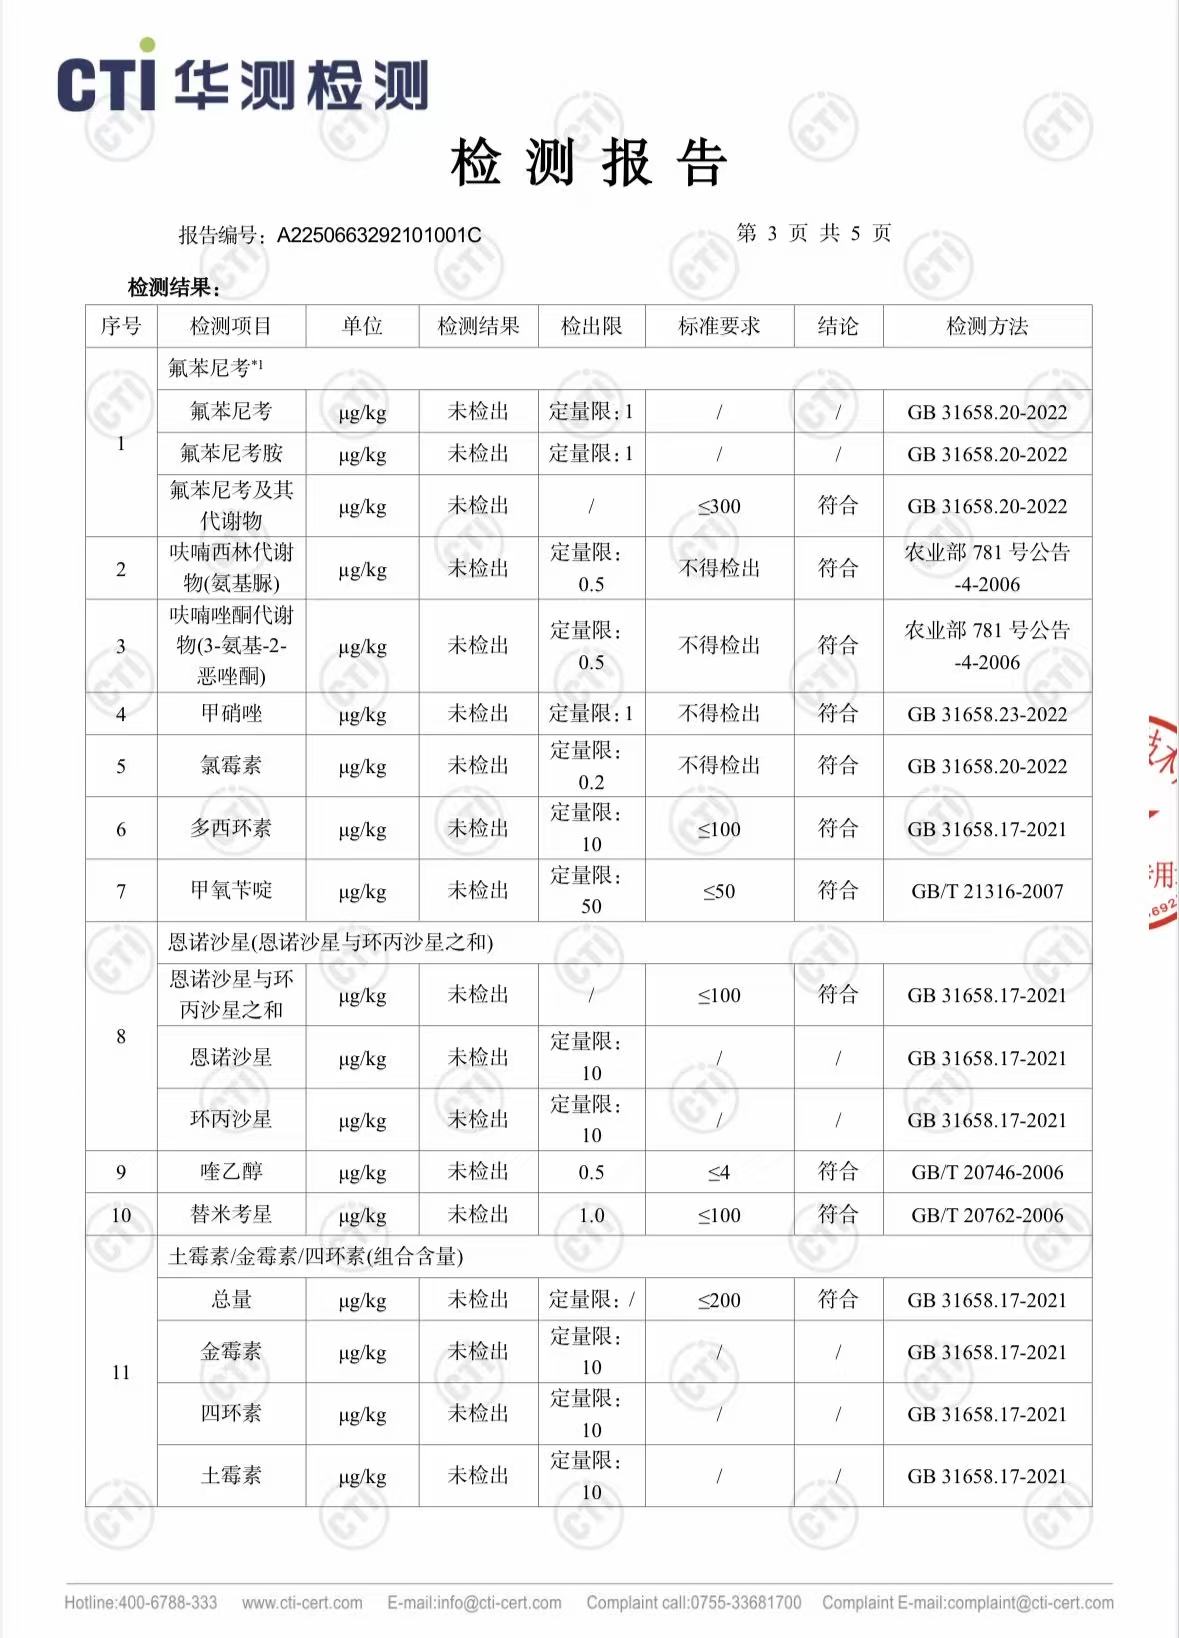 CTI 华测检测
检测报告
报告编号：A2250663292101001C
第 3 页 共 5 页
检测结果：
序号 检测项目 单位 检测结果 检出限 标准要求 结论 检测方法
1
氟苯尼考*1
氟苯尼考 μg/kg 未检出 定量限：1 / / GB 31658.20-2022
氟苯尼考胺 μg/kg 未检出 定量限：1 / / GB 31658.20-2022
氟苯尼考及其
代谢物 μg/kg 未检出 / ≤300 符合 GB 31658.20-2022
2 呋喃西林代谢 μg/kg 未检出 定量限： 不得检出 符合 农业部 781 号公告
物(氨基脲) 0.5 -4-2006
3 呋喃唑酮代谢 μg/kg 未检出 定量限： 不得检出 符合 农业部 781 号公告
物(3-氨基-2- 0.5 -4-2006
恶唑酮)
4 甲硝唑 μg/kg 未检出 定量限：1 不得检出 符合 GB 31658.23-2022
5 氯霉素 μg/kg 未检出 定量限： 不得检出 符合 GB 31658.20-2022
0.2
6 多西环素 μg/kg 未检出 定量限： ≤100 符合 GB 31658.17-2021
10
7 甲氧苄啶 μg/kg 未检出 定量限： ≤50 符合 GB/T 21316-2007
50
8
恩诺沙星(恩诺沙星与环丙沙星之和)
恩诺沙星与环
丙沙星之和 μg/kg 未检出 / ≤100 符合 GB 31658.17-2021
恩诺沙星 μg/kg 未检出 定量限： / / GB 31658.17-2021
10
环丙沙星 μg/kg 未检出 定量限： / / GB 31658.17-2021
10
9 喹乙醇 μg/kg 未检出 0.5 ≤4 符合 GB/T 20746-2006
10 替米考星 μg/kg 未检出 1.0 ≤100 符合 GB/T 20762-2006
11
土霉素/金霉素/四环素(组合含量)
总量 μg/kg 未检出 定量限：/ ≤200 符合 GB 31658.17-2021
金霉素 μg/kg 未检出 定量限： / / GB 31658.17-2021
10
四环素 μg/kg 未检出 定量限： / / GB 31658.17-2021
10
土霉素 μg/kg 未检出 定量限： / / GB 31658.17-2021
10
Hotline:400-6788-333 www.cti-cert.com E-mail:info@cti-cert.com Complaint call:0755-33681700 Complaint E-mail:complaint@cti-cert.com